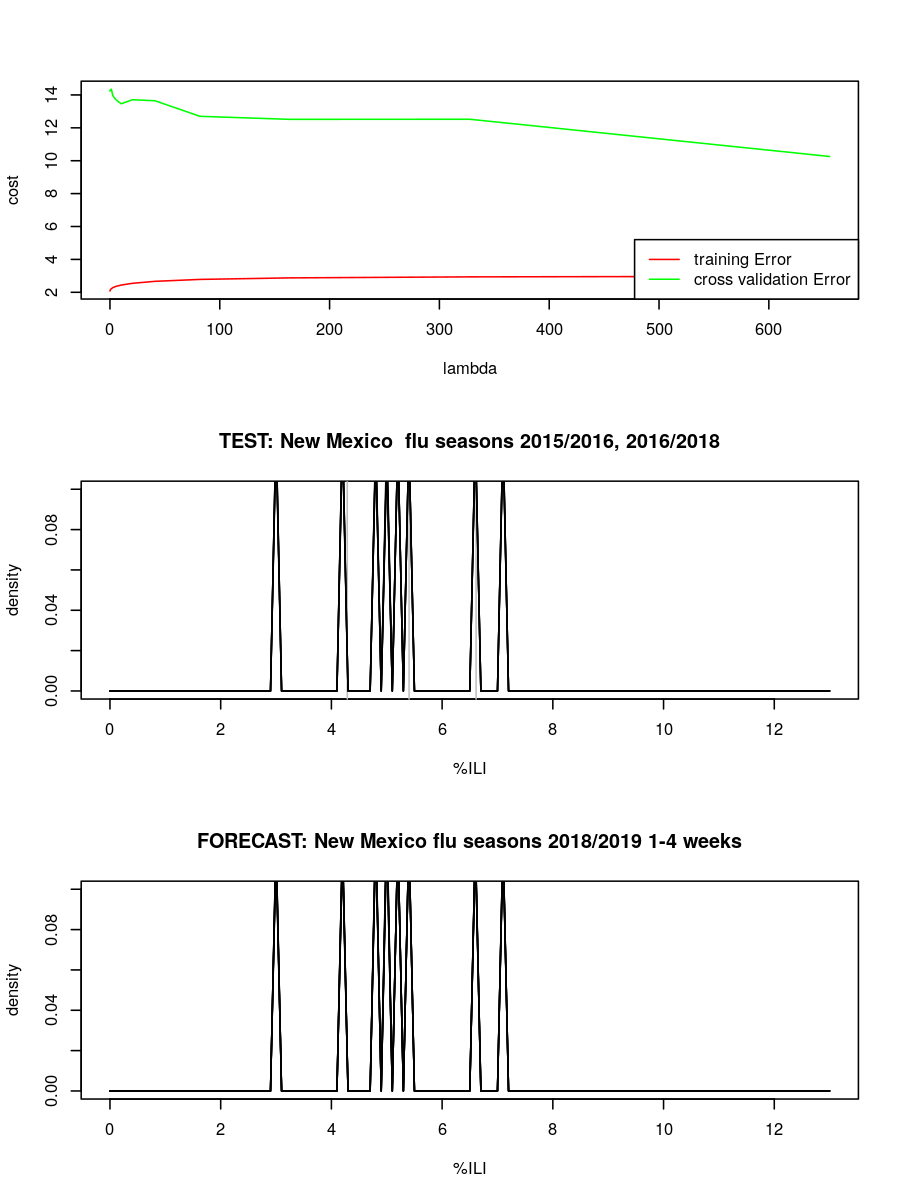 14
12
10
8
6
4
2
cost
training Error
cross validation Error
0 100 200 300 400 500 600
lambda
TEST: New Mexico  flu seasons 2015/2016, 2016/2018
0.08
0.04
0.00
density
0 2 4 6 8 10 12
%ILI
FORECAST: New Mexico flu seasons 2018/2019 1-4 weeks
0.08
0.04
0.00
density
0 2 4 6 8 10 12
%ILI